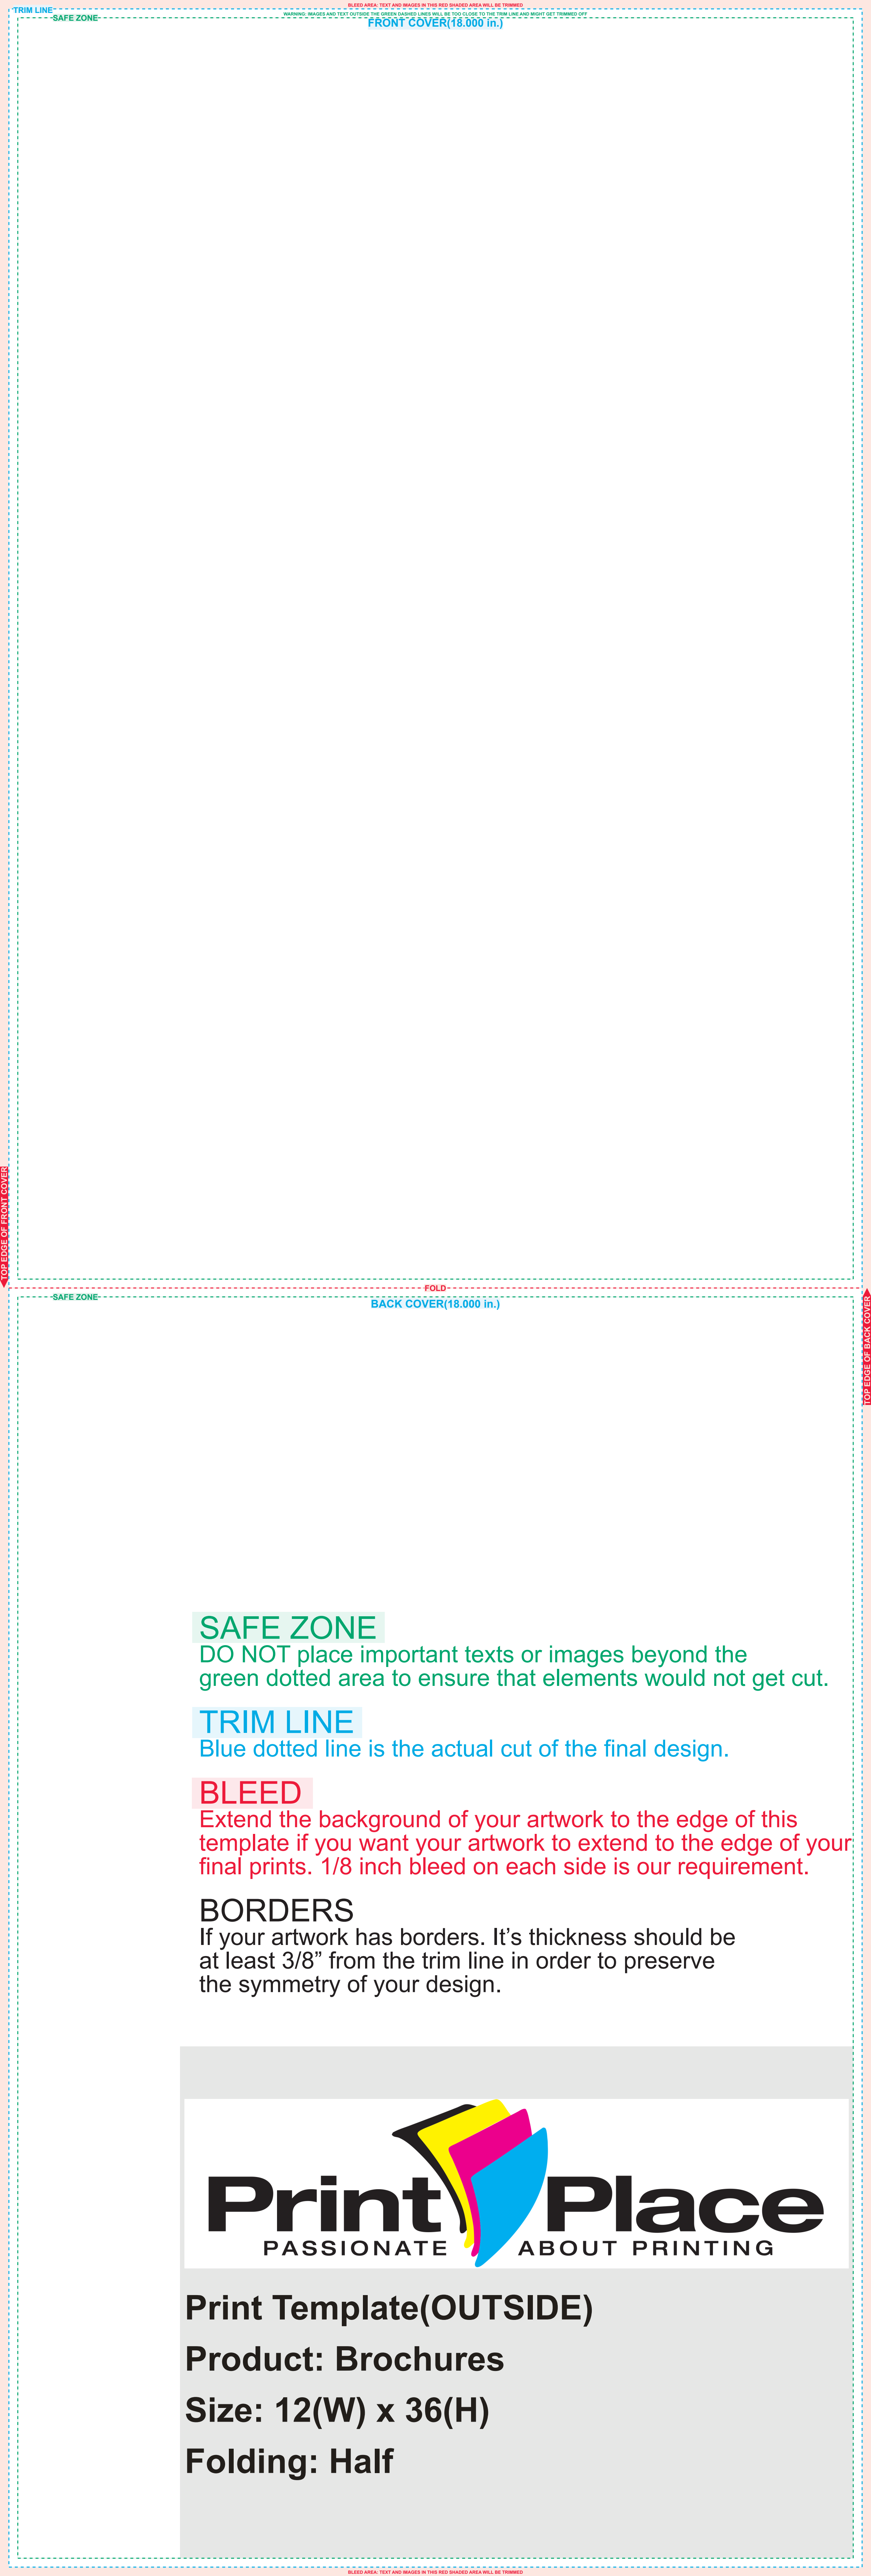 BLEED AREA: TEXT AND IMAGES IN THIS RED SHADED AREA WILL BE TRIMMED
TRIM LINE
WARNING: IMAGES AND TEXT OUTSIDE THE GREEN DASHED LINES WILL BE TOO CLOSE TO THE TRIM LINE AND MIGHT GET TRIMMED OFF
SAFE ZONE
FRONT COVER(18.000 in.)
TOP EDGE OF FRONT COVER
FOLD
SAFE ZONE
BACK COVER(18.000 in.)
TOP EDGE OF BACK COVER
SAFE ZONE
DO NOT place important texts or images beyond the
green dotted area to ensure that elements would not get cut.
TRIM LINE
Blue dotted line is the actual cut of the final design.
BLEED
Extend the background of your artwork to the edge of this
template if you want your artwork to extend to the edge of your
final prints. 1/8 inch bleed on each side is our requirement.
BORDERS
If your artwork has borders. It’s thickness should be
at least 3/8” from the trim line in order to preserve
the symmetry of your design.
Print Place
PASSIONATE ABOUT PRINTING
Print Template(OUTSIDE)
Product: Brochures
Size: 12(W) x 36(H)
Folding: Half
BLEED AREA: TEXT AND IMAGES IN THIS RED SHADED AREA WILL BE TRIMMED